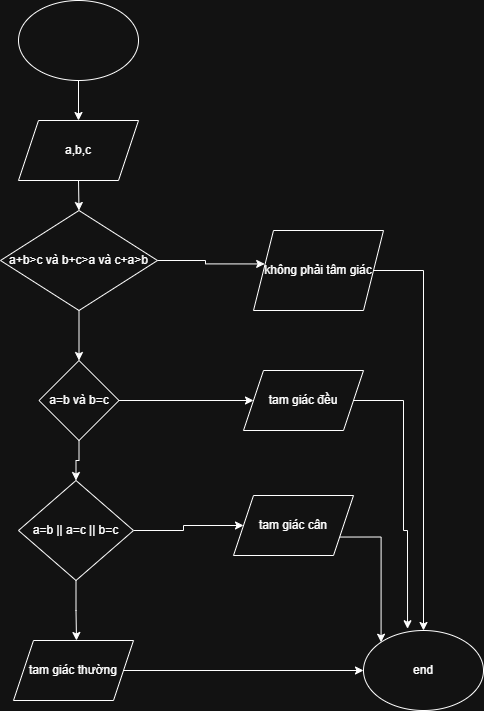 a,b,c
a+b>c và b+c>a và c+a>b
không phải tâm giác
a=b và b=c
tam giác đều
a=b || a=c || b=c
tam giác cân
tam giác thường
end